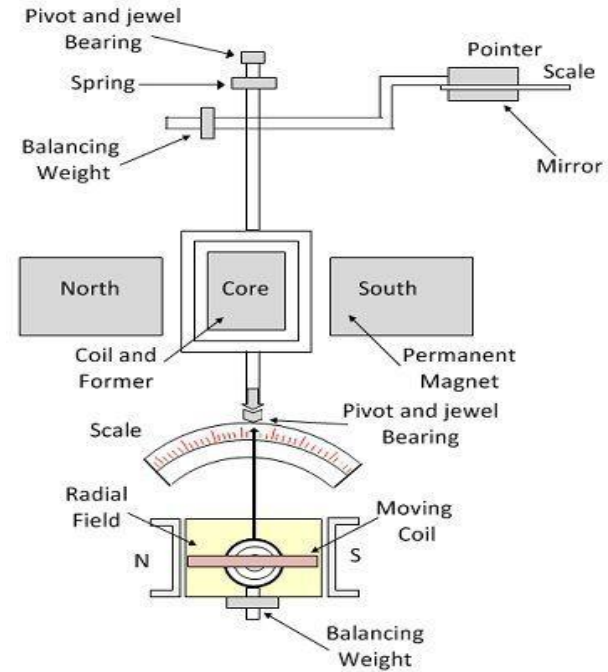 Pivot and jewel
Bearing
Spring
Pointer
Scale
Balancing
Weight
Mirror
North
Core
South
Coil and
Former
Permanent
Magnet
Pivot and jewel
Bearing
Scale
Radial
Field
Moving
Coil
N
S
Balancing
Weight